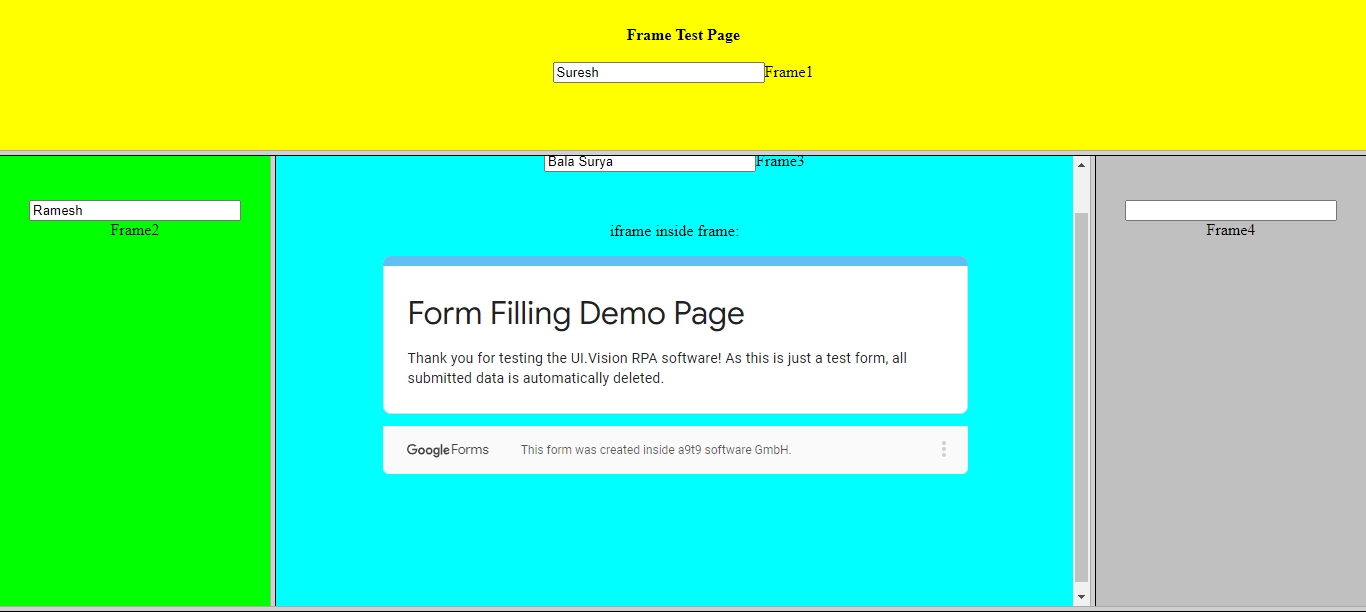 Frame Test Page
Suresh Frame1
Ramesh
Frame2
Bala Surya Frame3
iframe inside frame:
Form Filling Demo Page
Thank you for testing the UI.Vision RPA software! As this is just a test form, all
submitted data is automatically deleted.
Google Forms This form was created inside a9t9 software GmbH.
Frame4